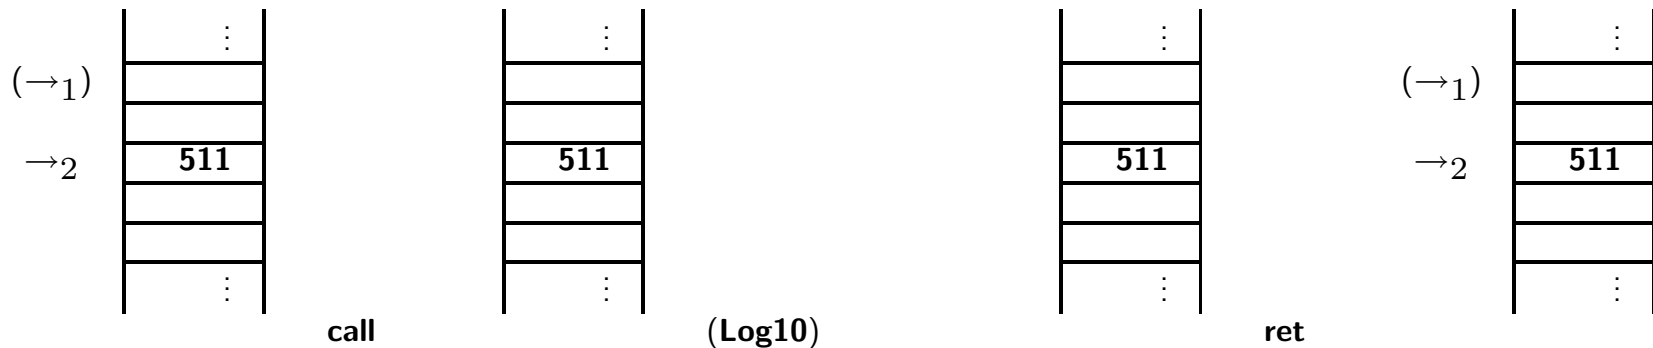 ⋮ ⋮ ⋮ ⋮
(→1) (→1)
→2 511 511 511 →2 511
⋮ ⋮ ⋮ ⋮
call (Log10) ret